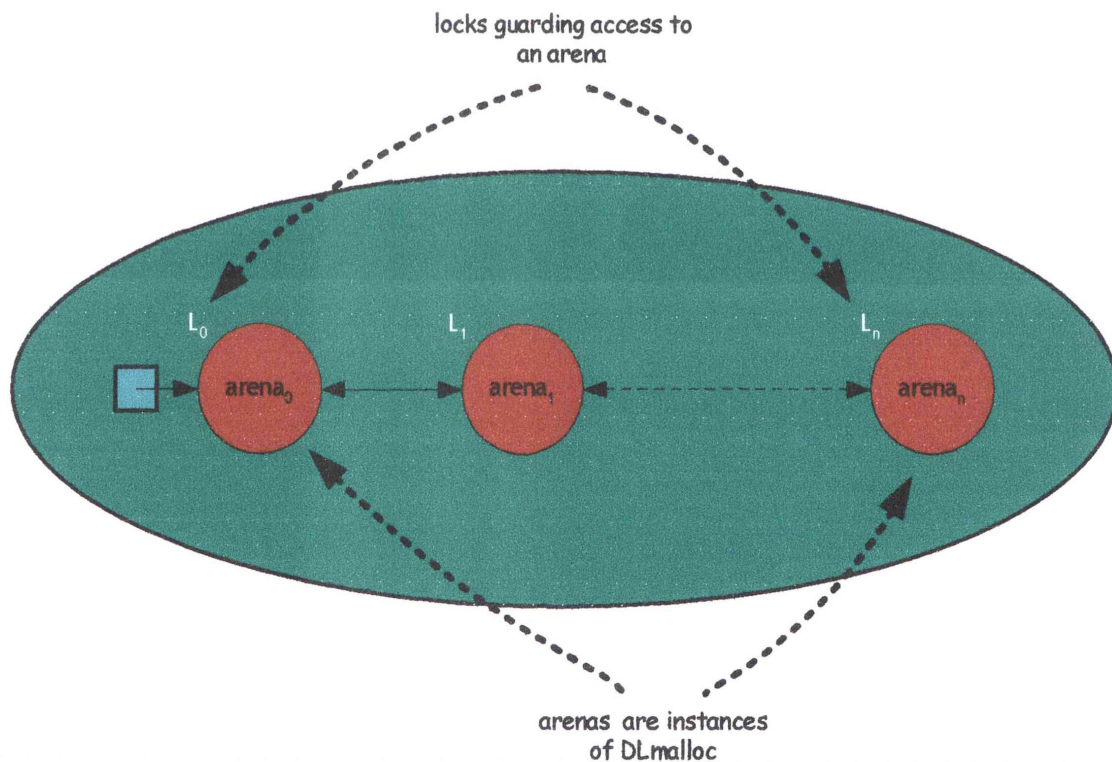 locks guarding access to
an arena
L₀
L₁
Lₙ
arena₀
arena₁
arenaₙ
arenas are instances
of DLmalloc